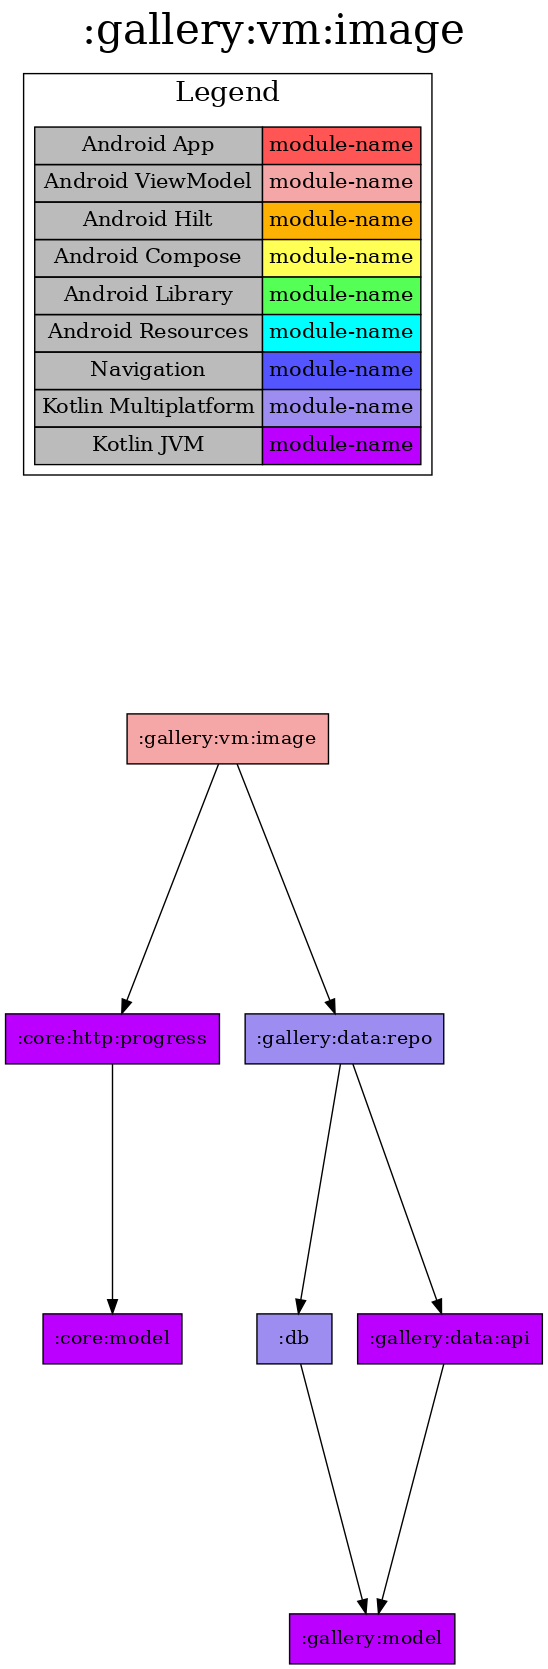 :gallery:vm:image
Legend
Android App module-name
Android ViewModel module-name
Android Hilt module-name
Android Compose module-name
Android Library module-name
Android Resources module-name
Navigation module-name
Kotlin Multiplatform module-name
Kotlin JVM module-name
:gallery:vm:image
:core:http:progress :gallery:data:repo
:core:model :db :gallery:data:api
:gallery:model